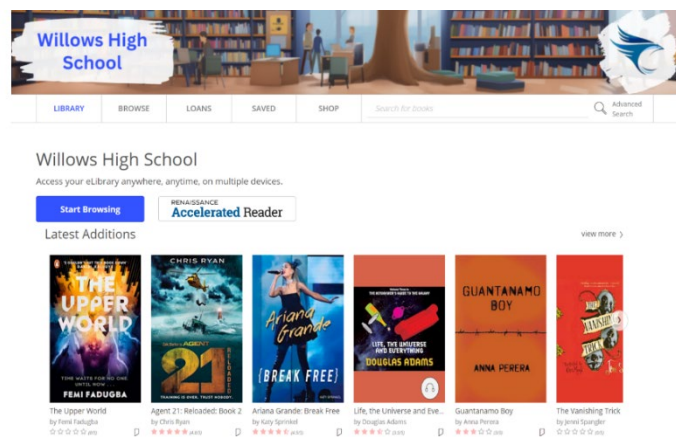 Willows High
School
LIBRARY BROWSE LOANS SAVED SHOP Search for books Advanced
Search
Willows High School
Access your eLibrary anywhere, anytime, on multiple devices.
Start Browsing
RENAISSANCE
Accelerated Reader
Latest Additions
view more
THE
UPPER
WORLD
TIME WAITS FOR NO ONE
UNTIL NOW
FEMI FADUGBA
CHRIS RYAN
AGENT
21
RELOADED
TRAINING IS OVER. TRUST NOBODY.
Ariana
Grande
{BREAK FREE}
LIFE, THE UNIVERSE
AND EVERYTHING
DOUGLAS ADAMS
GUANTANAMO
BOY
ANNA PERERA
VANISHING
TRICK
The Upper World
by Femi Fadugba
Agent 21: Reloaded: Book 2
by Chris Ryan
Ariana Grande: Break Free
by Katy Sprinkel
Life, the Universe and Eve...
by Douglas Adams
Guantanamo Boy
by Anna Perera
The Vanishing Trick
by Jenni Spangler